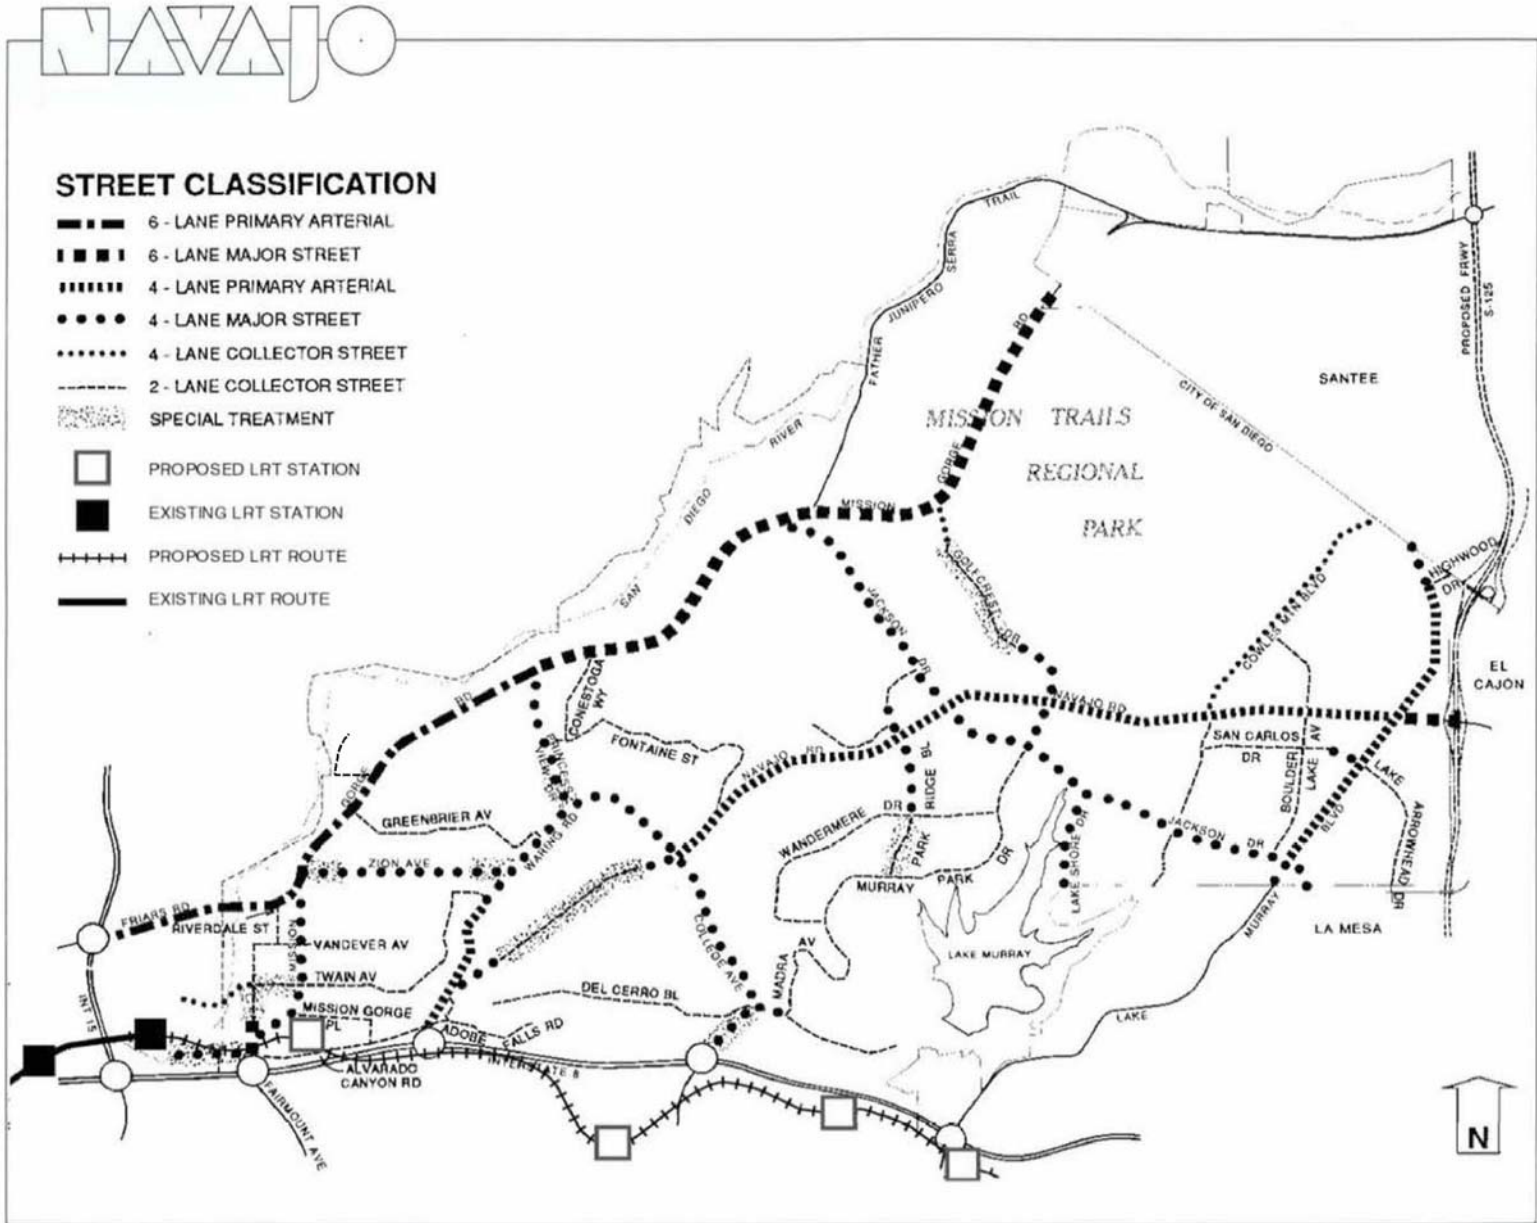 NAVAJO
STREET CLASSIFICATION
6 - LANE PRIMARY ARTERIAL
6 - LANE MAJOR STREET
4 - LANE PRIMARY ARTERIAL
4 - LANE MAJOR STREET
4 - LANE COLLECTOR STREET
2 - LANE COLLECTOR STREET
SPECIAL TREATMENT
PROPOSED LRT STATION
EXISTING LRT STATION
PROPOSED LRT ROUTE
EXISTING LRT ROUTE
FATHER JUNIPERO SERRA TRAIL
PROPOSED FRWY
S-125
SANTEE
CITY OF SAN DIEGO
MISSION TRAILS
REGIONAL
PARK
SAN DIEGO RIVER
MISSION GORGE RD
GOLFCREST DR
JACKSON DR
COWLES MTN BLVD
HIGHWOOD
DR
EL
CAJON
NAVAJO RD
SAN CARLOS
DR
BOULDER
LAKE AV
LAKE
ARROWHEAD DR
BLVD
GORGE RD
CONESTOGA
WY
FONTAINE ST
PRINCESS
VIEW DR
NAVAJO RD
RIDGE BL
PARK
WANDERMERE DR
GREENBRIER AV
WARING RD
ZION AVE
MURRAY PARK DR
LAKE SHORE DR
JACKSON DR
FRIARS RD
RIVERDALE ST
MISSION
VANDEVER AV
TWAIN AV
MISSION GORGE
PL
COLLEGE AVE
MADRA
AV
DEL CERRO BL
LAKE MURRAY
MURRAY
LAKE
LA MESA
INT 15
ADOBE
FALLS RD
INTERSTATE 8
ALVARADO
CANYON RD
FAIRMOUNT AVE
N